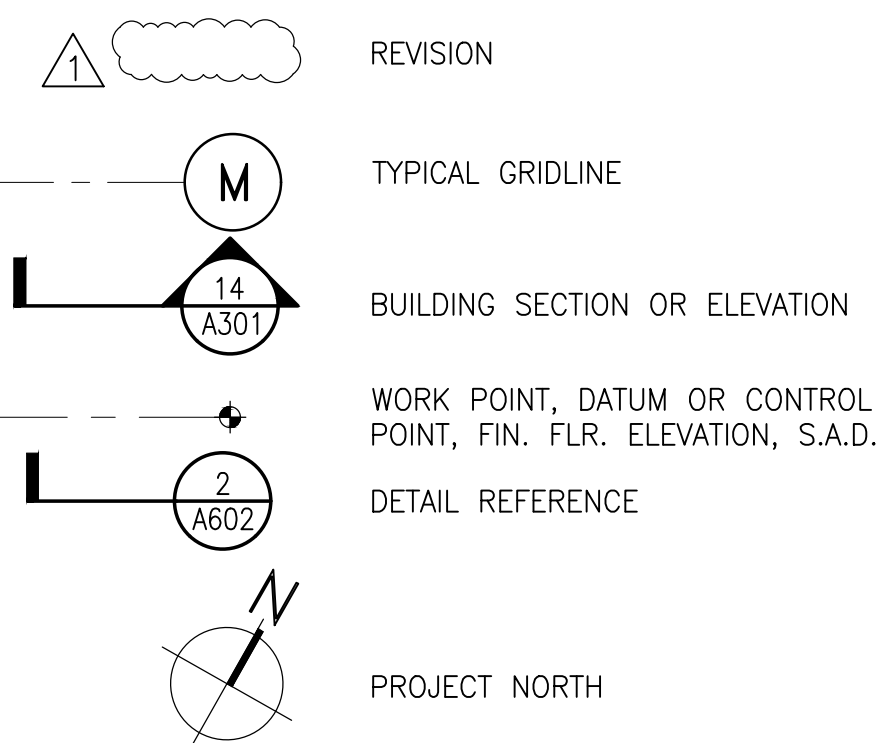 1 REVISION
M TYPICAL GRIDLINE
14
A301
BUILDING SECTION OR ELEVATION
WORK POINT, DATUM OR CONTROL
POINT, FIN. FLR. ELEVATION, S.A.D.
2
A602
DETAIL REFERENCE
N
PROJECT NORTH